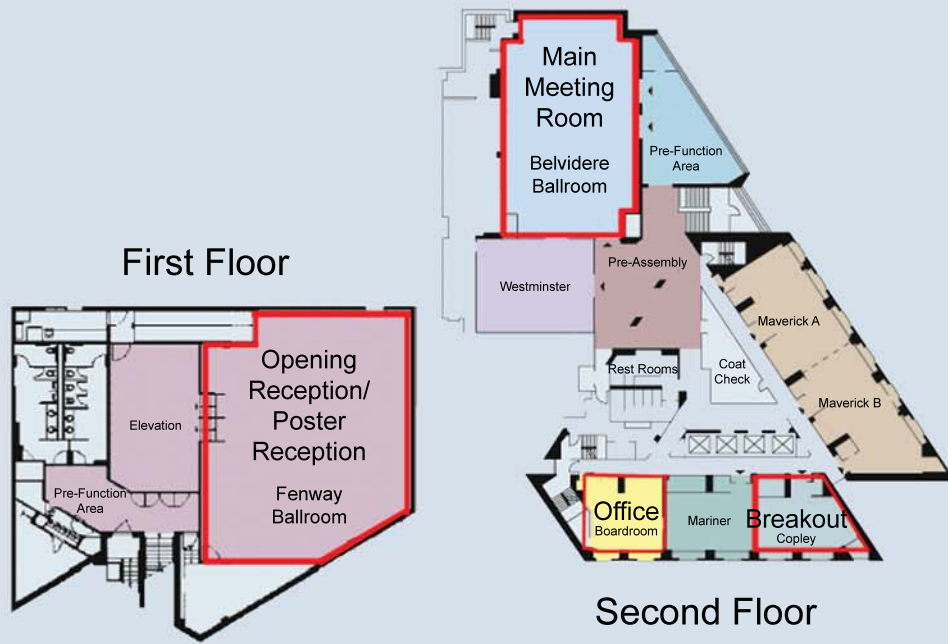 First Floor
Opening
Reception/
Poster
Reception
Fenway
Ballroom
Elevation
Pre-Function
Area
Main
Meeting
Room
Belvidere
Ballroom
Pre-Function
Area
Pre-Assembly
Westminster
Maverick A
Rest Rooms
Coat
Check
Maverick B
Office
Boardroom
Mariner
Breakout
Copley
Second Floor